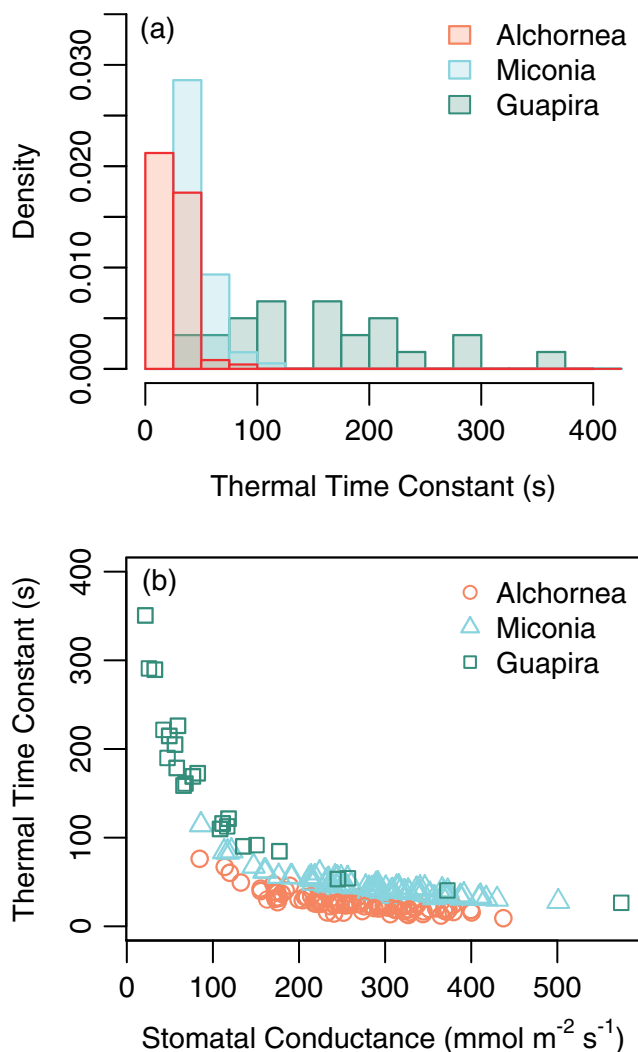 (a)
Alchornea
Miconia
Guapira
Density
0.030
0.020
0.010
0.000
0 100 200 300 400
Thermal Time Constant (s)
(b)
Alchornea
Miconia
Guapira
Thermal Time Constant (s)
400
300
200
100
0
0 100 200 300 400 500
Stomatal Conductance (mmol m⁻² s⁻¹)